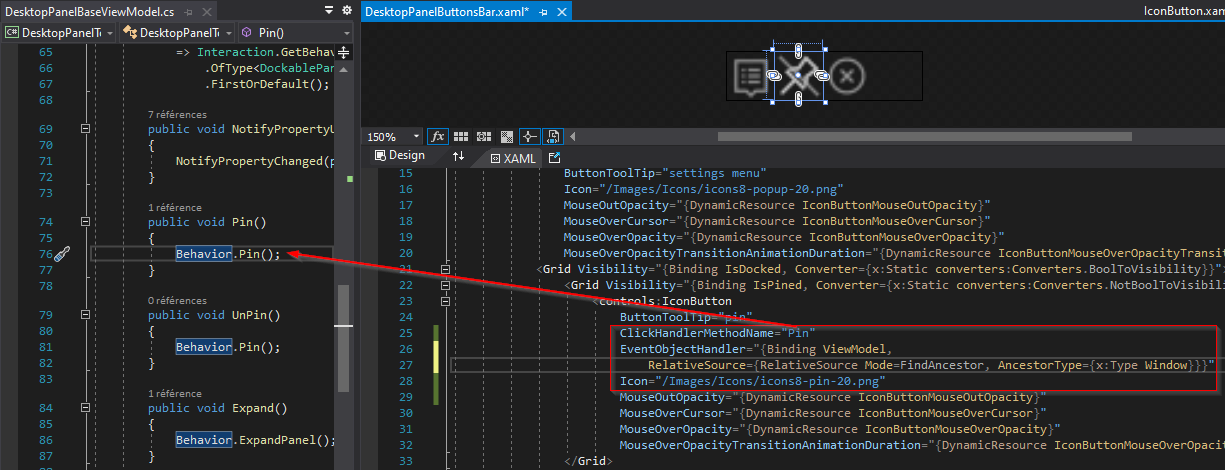 DesktopPanelBaseViewModel.cs
DesktopPanelT
DesktopPanelTo
Pin()
65 => Interaction.GetBehav
66 .OfType<DockablePan
67 .FirstOrDefault();
68
7 référence
69 public void NotifyPropertyU
70 {
71 NotifyPropertyChanged(p
72 }
73
1 référence
74 public void Pin()
75 {
76 Behavior.Pin();
77 }
78
0 références
79 public void UnPin()
80 {
81 Behavior.Pin();
82 }
83
1 référence
84 public void Expand()
85 {
86 Behavior.ExpandPanel();
87 }
88
DesktopPanelButtonsBar.xaml*
IconButton.xam
150%
fx
Design
XAML
15 ButtonToolTip="settings menu"
16 Icon="/Images/Icons/icons8-popup-20.png"
17 MouseOutOpacity="{DynamicResource IconButtonMouseOutOpacity}"
18 MouseOverCursor="{DynamicResource IconButtonMouseOverCursor}"
19 MouseOverOpacity="{DynamicResource IconButtonMouseOverOpacity}"
20 MouseOverOpacityTransitionAnimationDuration="{DynamicResource IconButtonMouseOverOpacityTransit
21 <Grid Visibility="{Binding IsDocked, Converter={x:Static converters:Converters.BoolToVisibility}}">
22 <Grid Visibility="{Binding IsPined, Converter={x:Static converters:Converters.NotBoolToVisibili
23 <controls:IconButton
24 ButtonToolTip="pin"
25 ClickHandlerMethodName="Pin"
26 EventObjectHandler="{Binding ViewModel,
27 RelativeSource={RelativeSource Mode=FindAncestor, AncestorType={x:Type Window}}}"
28 Icon="/Images/Icons/icons8-pin-20.png"
29 MouseOutOpacity="{DynamicResource IconButtonMouseOutOpacity}"
30 MouseOverCursor="{DynamicResource IconButtonMouseOverCursor}"
31 MouseOverOpacity="{DynamicResource IconButtonMouseOverOpacity}"
32 MouseOverOpacityTransitionAnimationDuration="{DynamicResource IconButtonMouseOverOpacit
33 </Grid>